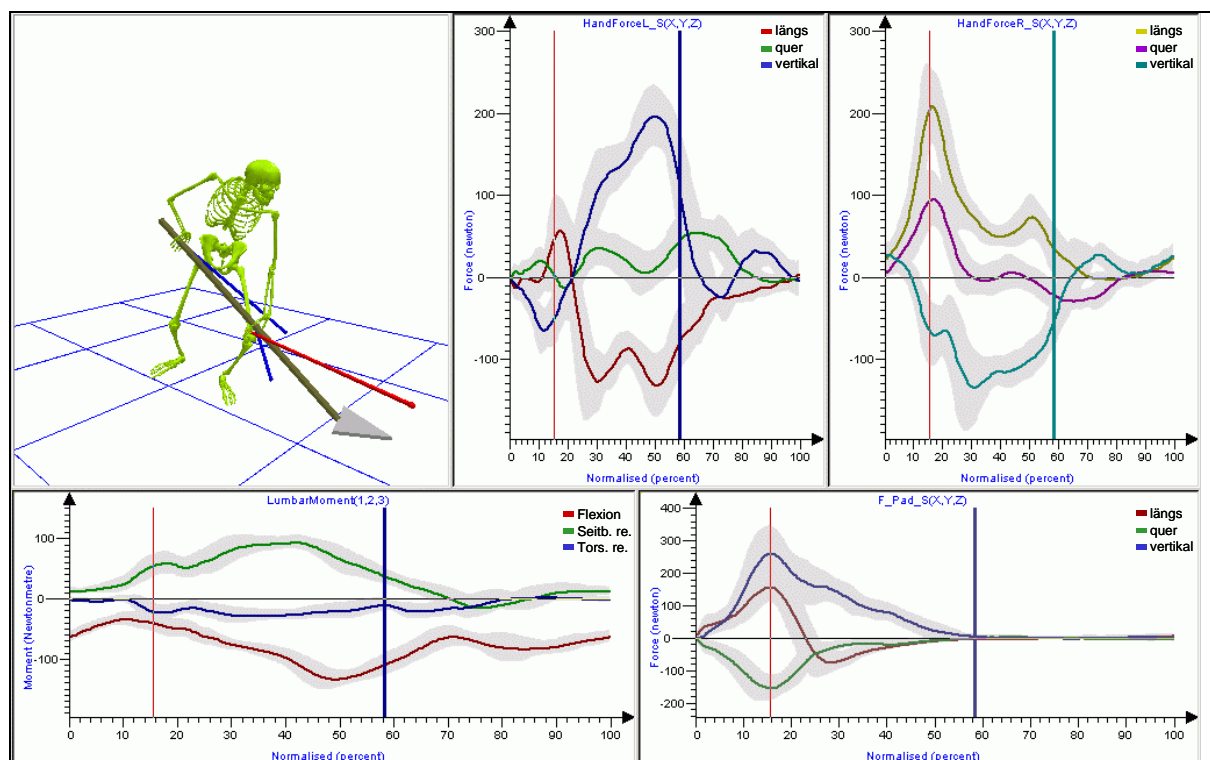 HandForceL_S(X,Y,Z)
längs
quer
vertikal
300
200
100
0
-100
Force (newton)
0 10 20 30 40 50 60 70 80 90 100
Normalised (percent)
HandForceR_S(X,Y,Z)
längs
quer
vertikal
300
200
100
0
-100
Force (newton)
0 10 20 30 40 50 60 70 80 90 100
Normalised (percent)
LumbarMoment(1,2,3)
Flexion
Seitb. re.
Tors. re.
100
0
-100
Moment (Newtonmetre)
0 10 20 30 40 50 60 70 80 90 100
Normalised (percent)
F_Pad_S(X,Y,Z)
längs
quer
vertikal
400
300
200
100
0
-100
-200
Force (newton)
0 10 20 30 40 50 60 70 80 90 100
Normalised (percent)